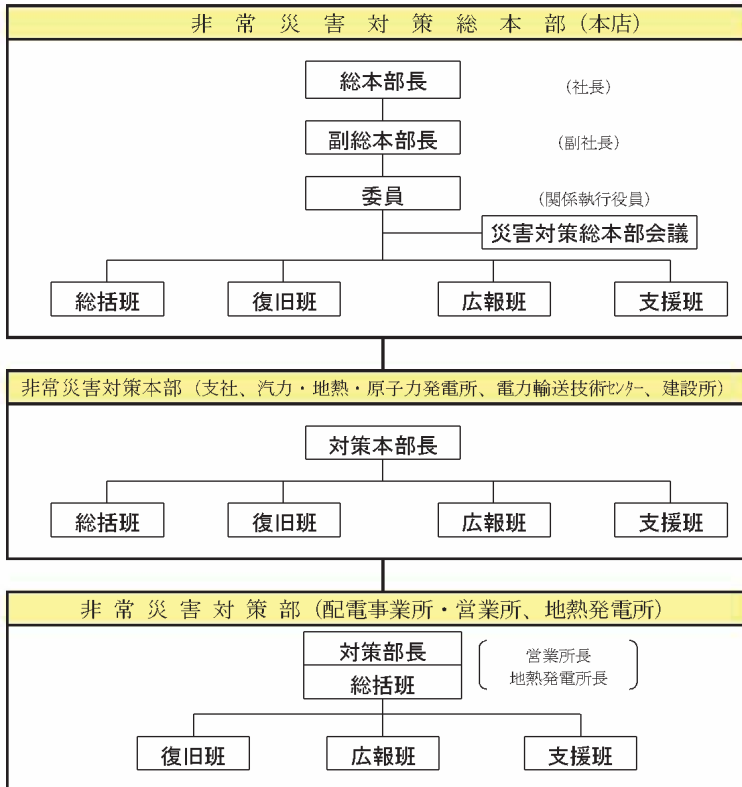 非常災害対策総本部(本店)
総本部長
(社長)
副総本部長
(副社長)
委員
(関係執行役員)
災害対策総本部会議
総括班
復旧班
広報班
支援班
非常災害対策本部(支社、汽力・地熱・原子力発電所、電力輸送技術ｾﾝﾀｰ、建設所)
対策本部長
総括班
復旧班
広報班
支援班
非常災害対策部(配電事業所・営業所、地熱発電所)
対策部長
営業所長
総括班
地熱発電所長
復旧班
広報班
支援班